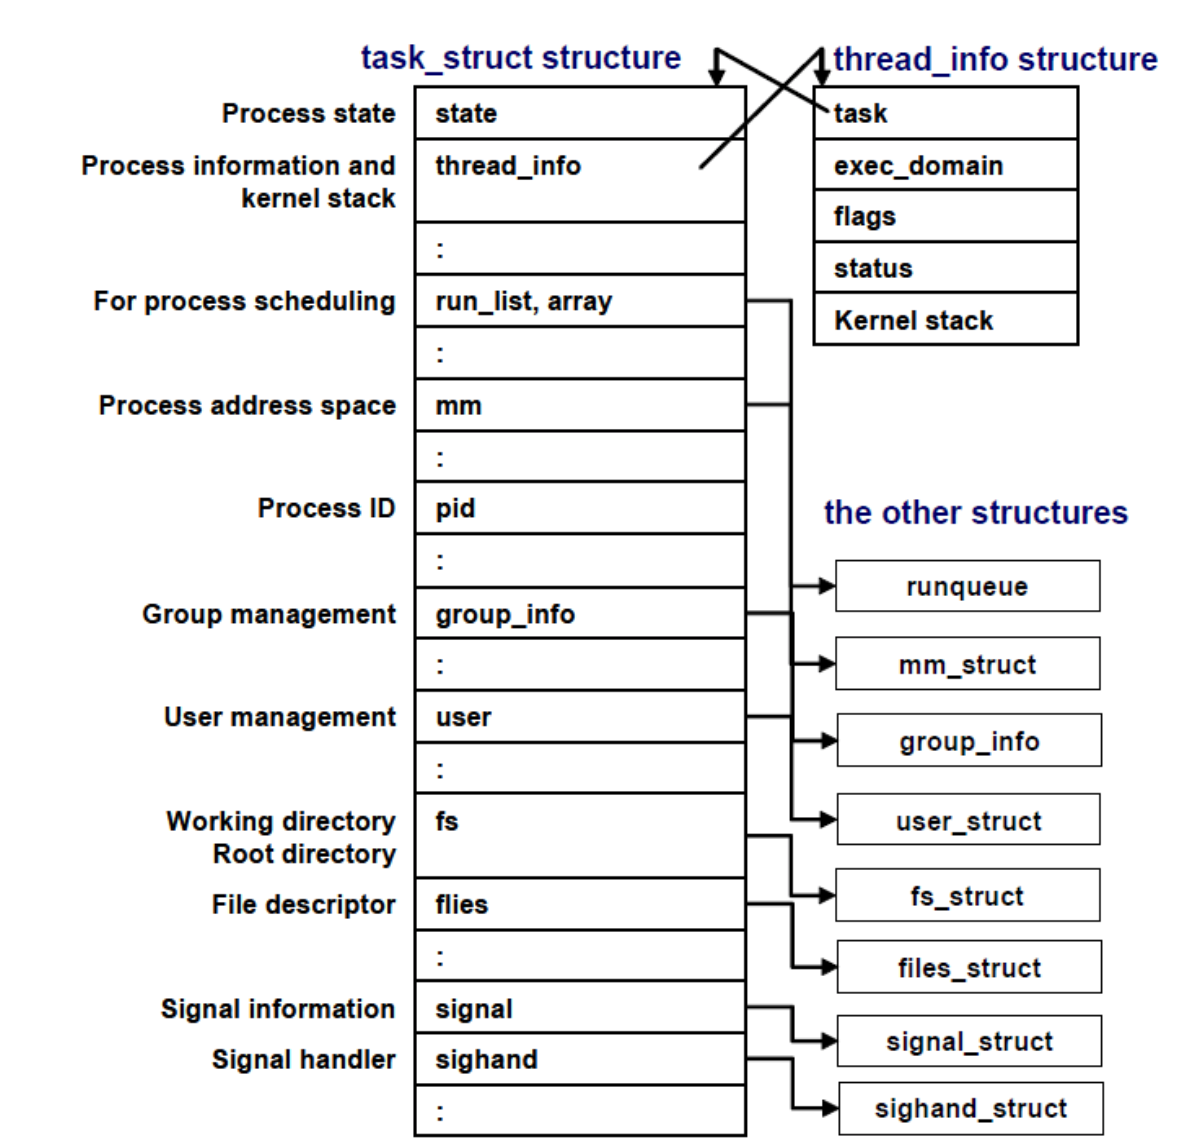 task_struct structure
thread_info structure
Process state
state
task
Process information and
kernel stack
thread_info
exec_domain
flags
:
status
For process scheduling
run_list, array
Kernel stack
:
Process address space
mm
:
Process ID
pid
the other structures
:
runqueue
Group management
group_info
:
mm_struct
User management
user
group_info
:
Working directory
Root directory
fs
user_struct
File descriptor
flies
fs_struct
:
files_struct
Signal information
signal
signal_struct
Signal handler
sighand
:
sighand_struct